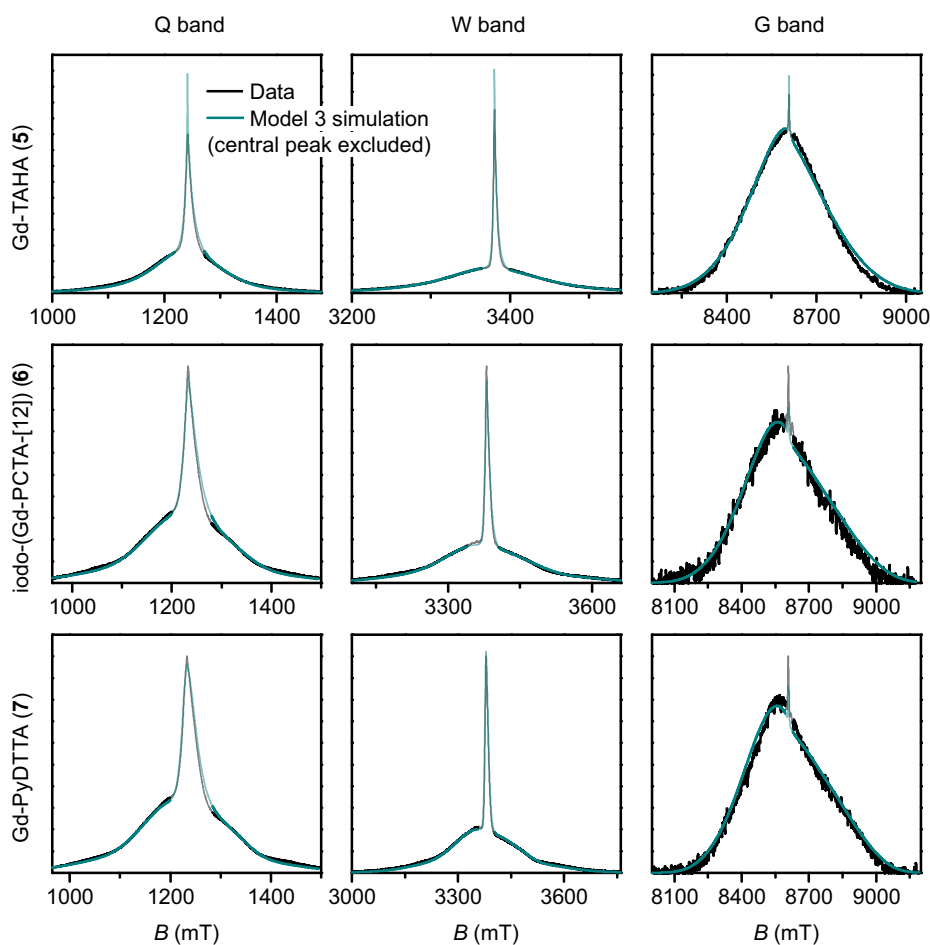 Q band
W band
G band
Gd-TAHA (5)
Data
Model 3 simulation
(central peak excluded)
1000 1200 1400
3200 3400
8400 8700 9000
iodo-(Gd-PCTA-[12]) (6)
1000 1200 1400
3300 3600
8100 8400 8700 9000
Gd-PyDTTA (7)
1000 1200 1400
3000 3300 3600
8100 8400 8700 9000
B (mT)
B (mT)
B (mT)